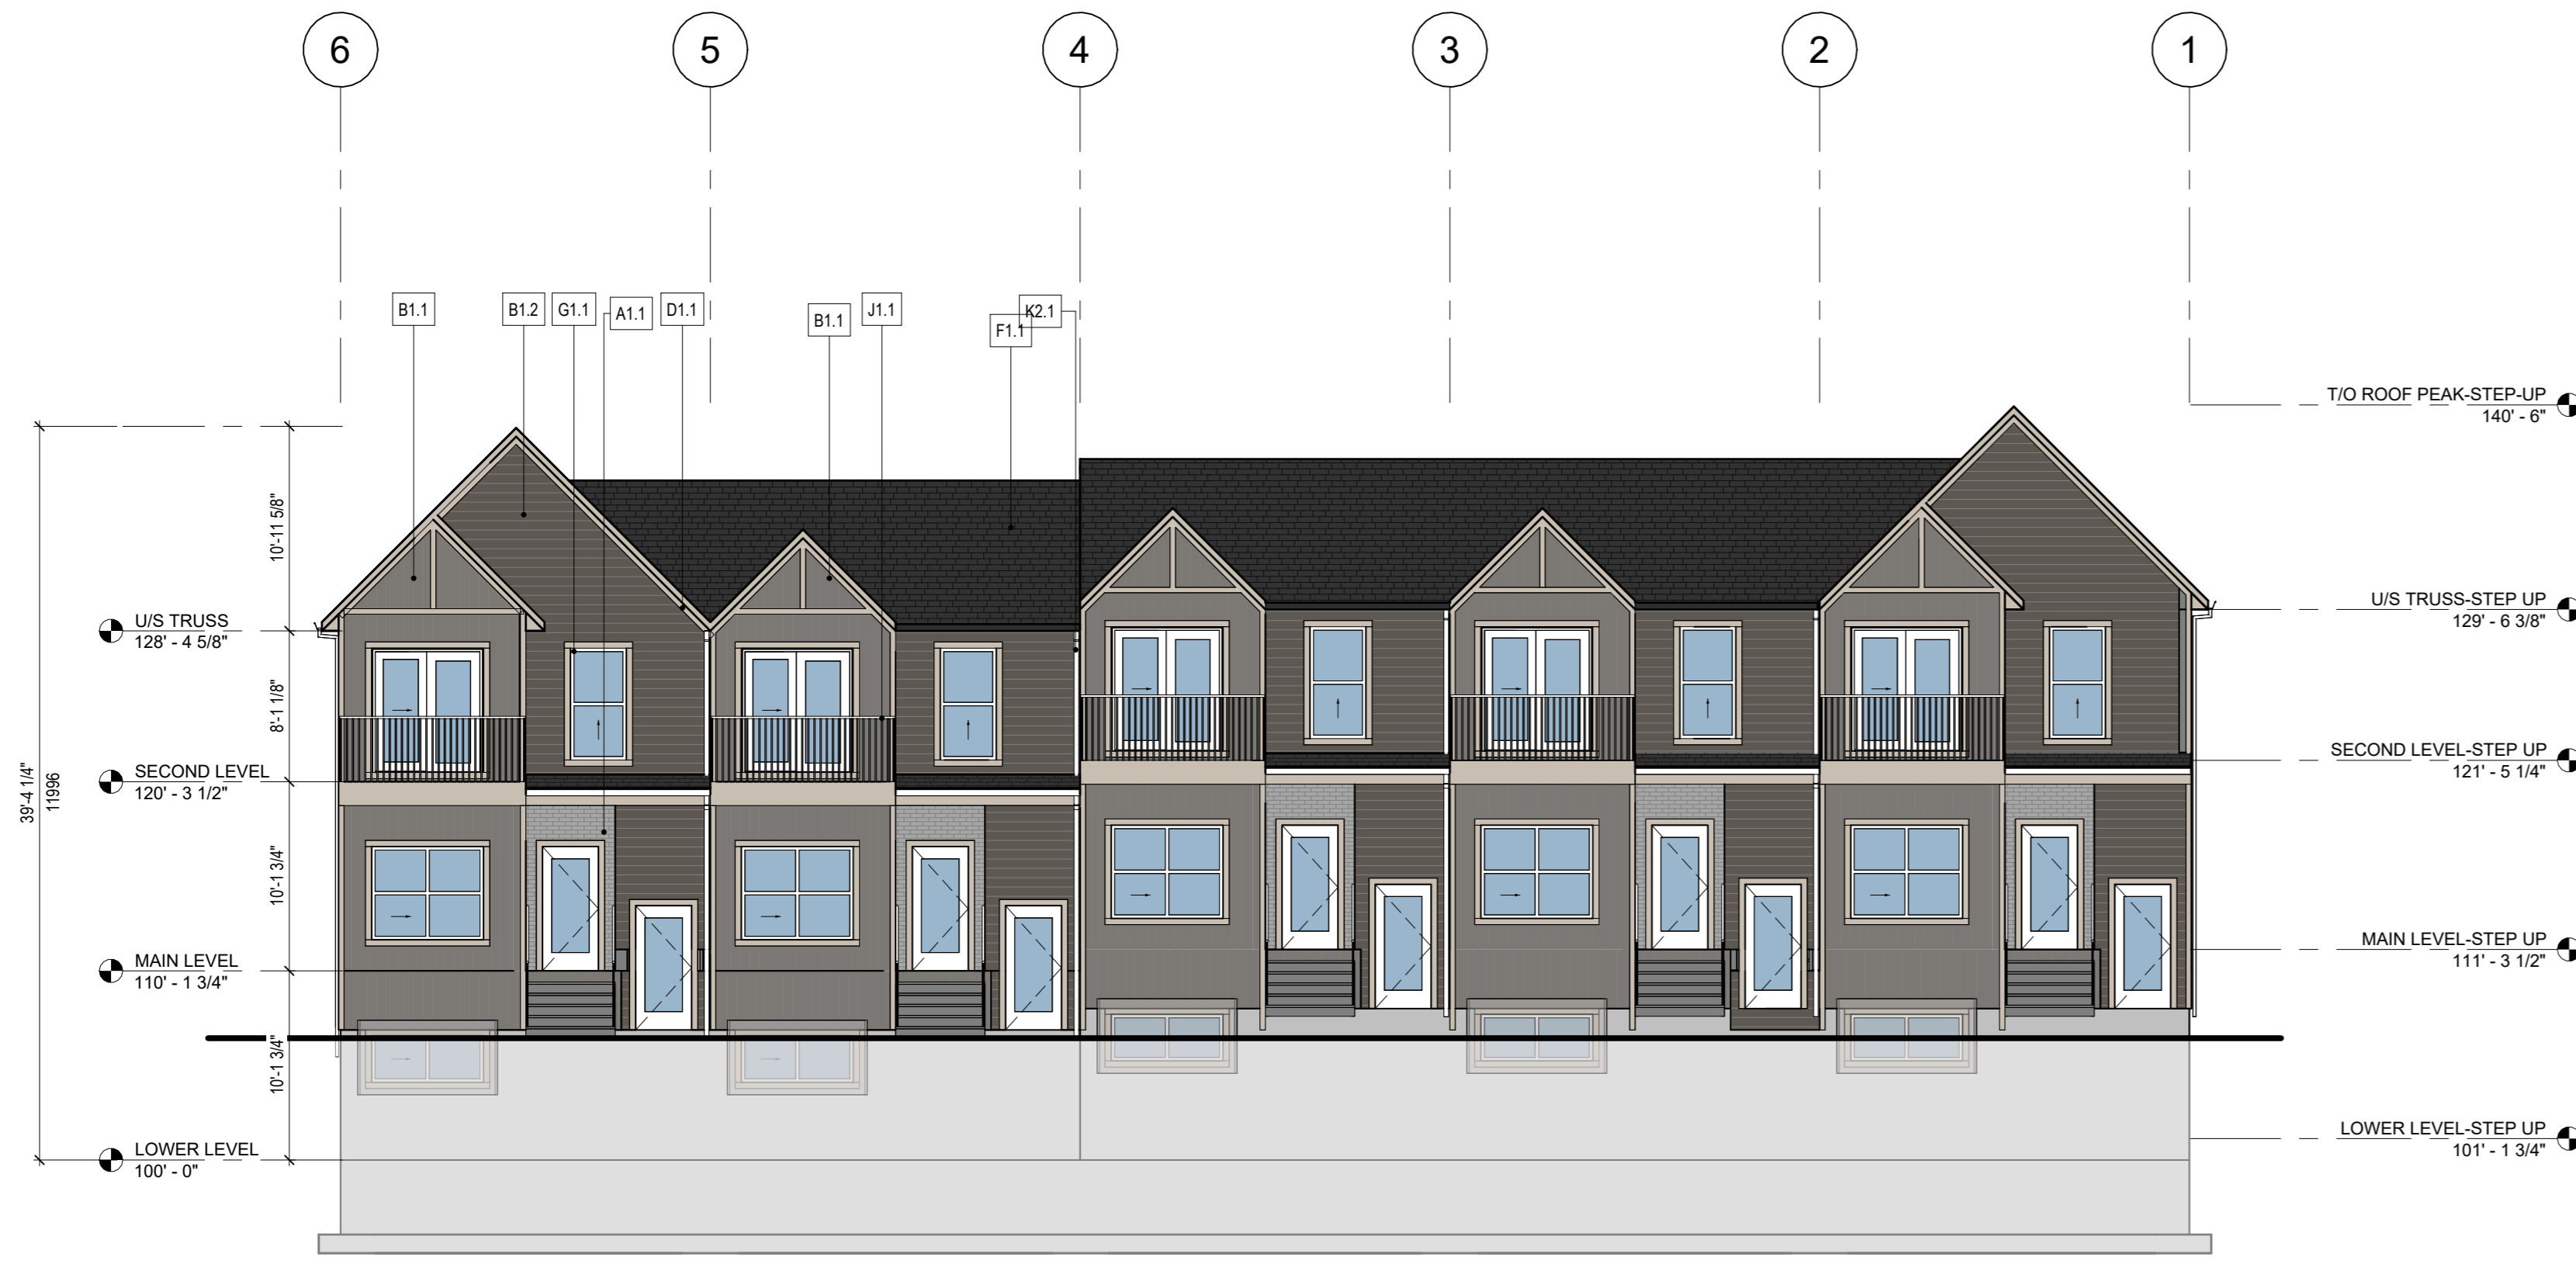 6 5 4 3 2 1
B1.1 B1.2 G1.1 A1.1 D1.1 B1.1 J1.1 F1.1 K2.1
T/O ROOF PEAK-STEP-UP
140' - 6"
10'-11 5/8"
U/S TRUSS
128' - 4 5/8"
U/S TRUSS-STEP UP
129' - 6 3/8"
8'-1 1/8"
SECOND LEVEL
120' - 3 1/2"
SECOND LEVEL-STEP UP
121' - 5 1/4"
39'-4 1/4"
11996
10'-1 3/4"
MAIN LEVEL
110' - 1 3/4"
MAIN LEVEL-STEP UP
111' - 3 1/2"
10'-1 3/4"
LOWER LEVEL
100' - 0"
LOWER LEVEL-STEP UP
101' - 1 3/4"